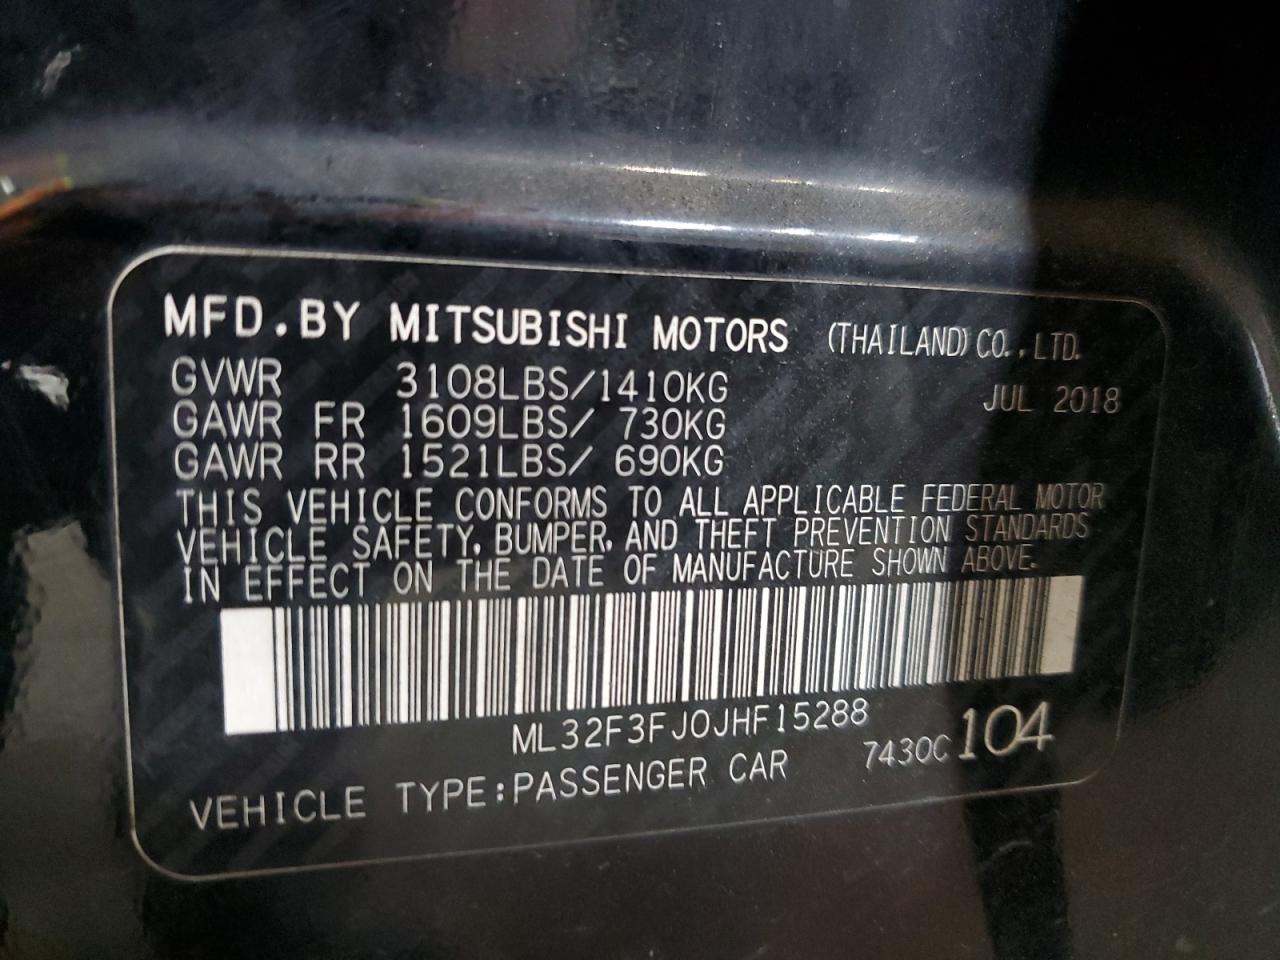 MFD.BY MITSUBISHI MOTORS (THAILAND)CO.,LTD.
GVWR 3108LBS/1410KG JUL 2018
GAWR FR 1609LBS/ 730KG
GAWR RR 1521LBS/ 690KG
THIS VEHICLE CONFORMS TO ALL APPLICABLE FEDERAL MOTOR
VEHICLE SAFETY, BUMPER, AND THEFT PREVENTION STANDARDS
IN EFFECT ON THE DATE OF MANUFACTURE SHOWN ABOVE.
ML32F3FJ0JHF15288
7430C 104
VEHICLE TYPE:PASSENGER CAR